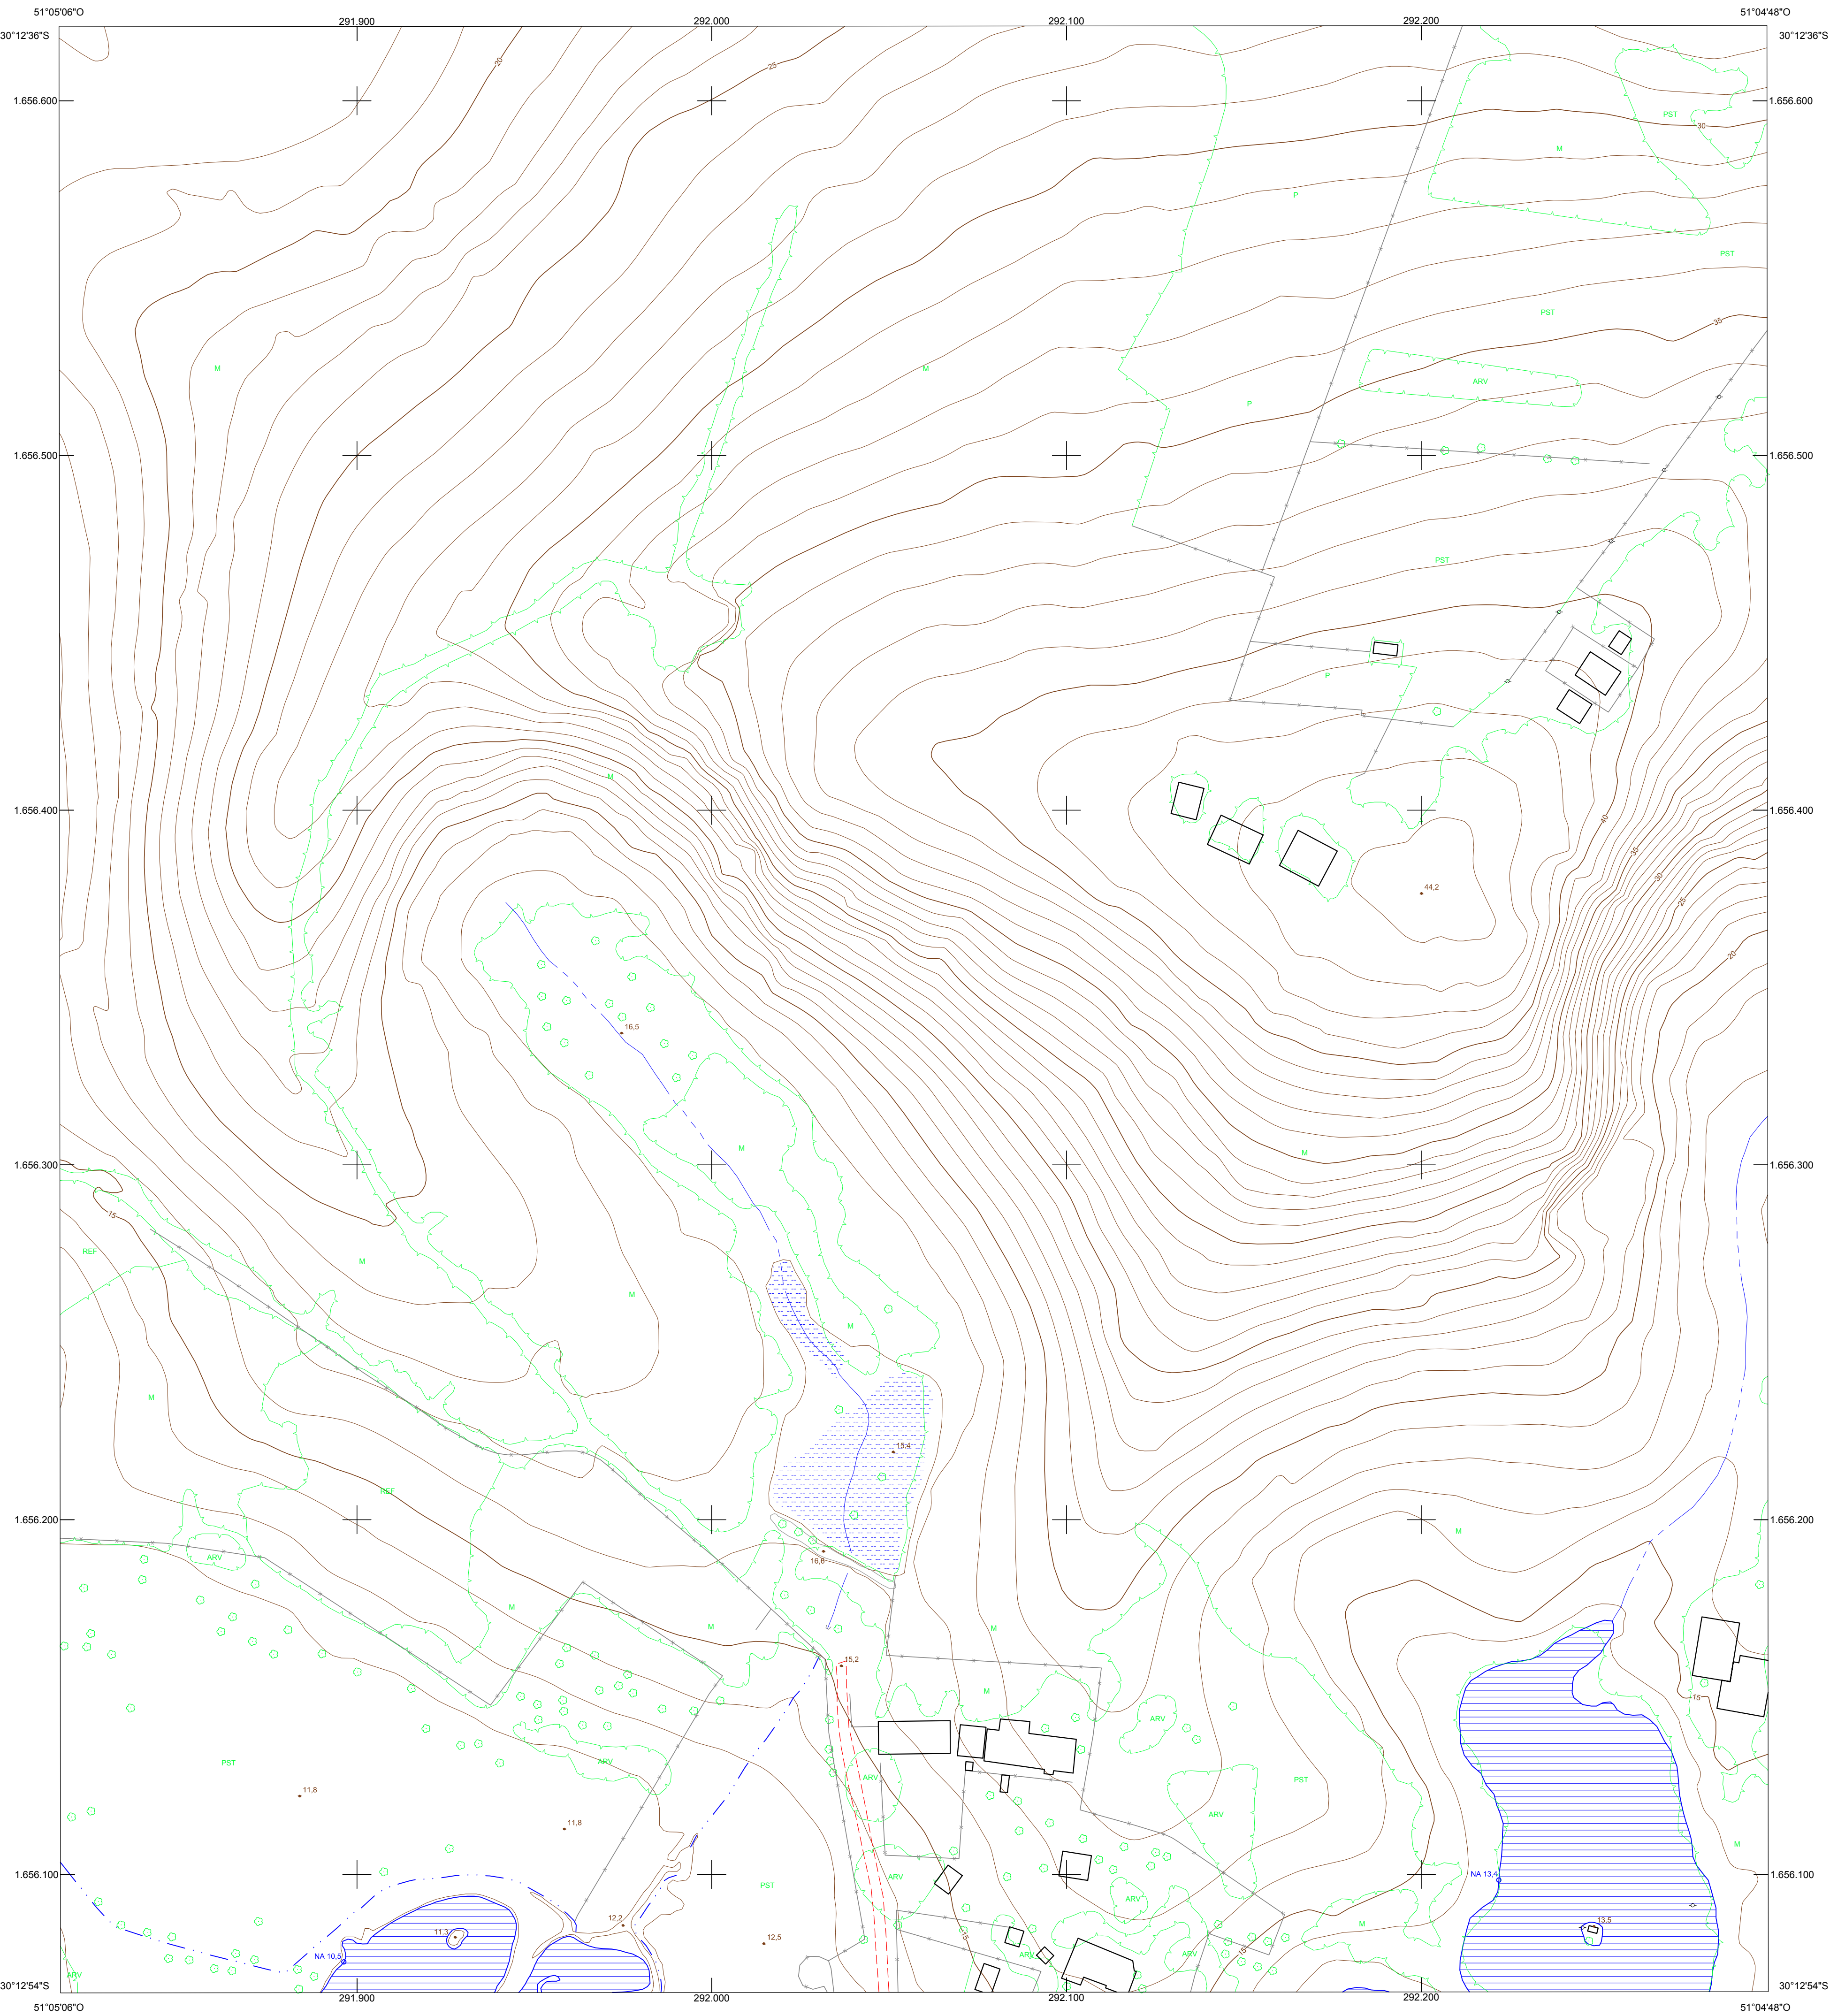 51°05'06"O
51°04'48"O
291.900
292.000
292.100
292.200
30°12'36"S
30°12'36"S
20
25
1.656.600
1.656.600
PST
30
M
P
PST
PST
35
M
M
ARV
P
1.656.500
1.656.500
PST
P
M
1.656.400
1.656.400
40
35
30
25
44,2
20
16,5
M
M
1.656.300
1.656.300
15
REF
M
M
M
M
15,4
REF
1.656.200
1.656.200
M
ARV
16,6
M
M
M
15,2
M
15
ARV
PST
ARV
ARV
PST
11,8
11,8
ARV
M
1.656.100
1.656.100
NA 13,4
PST
ARV
ARV
12,2
11,3
12,5
15
M
13,5
15
NA 10,5
ARV
ARV
ARV
30°12'54"S
30°12'54"S
291.900
292.000
292.100
292.200
51°05'06"O
51°04'48"O